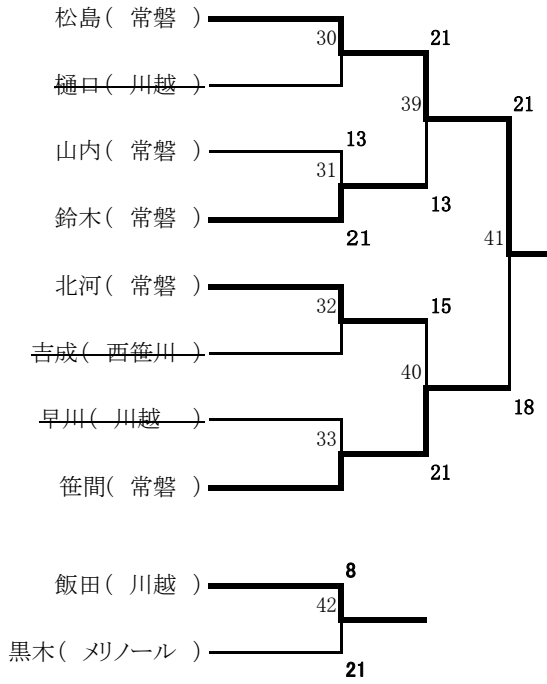 松島( 常磐 )
30
21
樋口( 川越 )
39
21
山内( 常磐 )
13
31
鈴木( 常磐 )
13
21
41
北河( 常磐 )
32
15
吉成( 西笹川 )
40
早川( 川越 )
18
33
笹間( 常磐 )
21
飯田( 川越 )
8
42
黒木( メリノール )
21